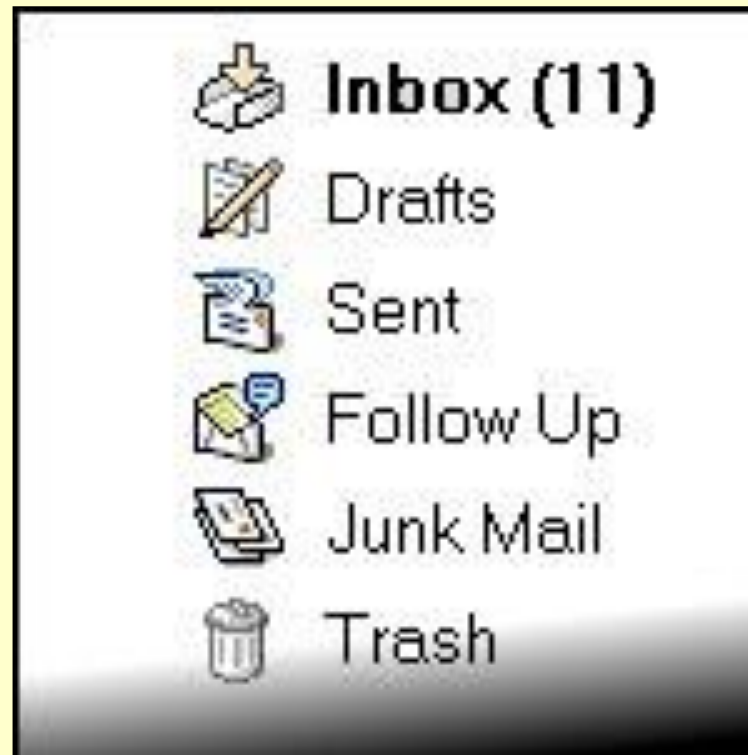 Inbox (11)
Drafts
Sent
Follow Up
Junk Mail
Trash